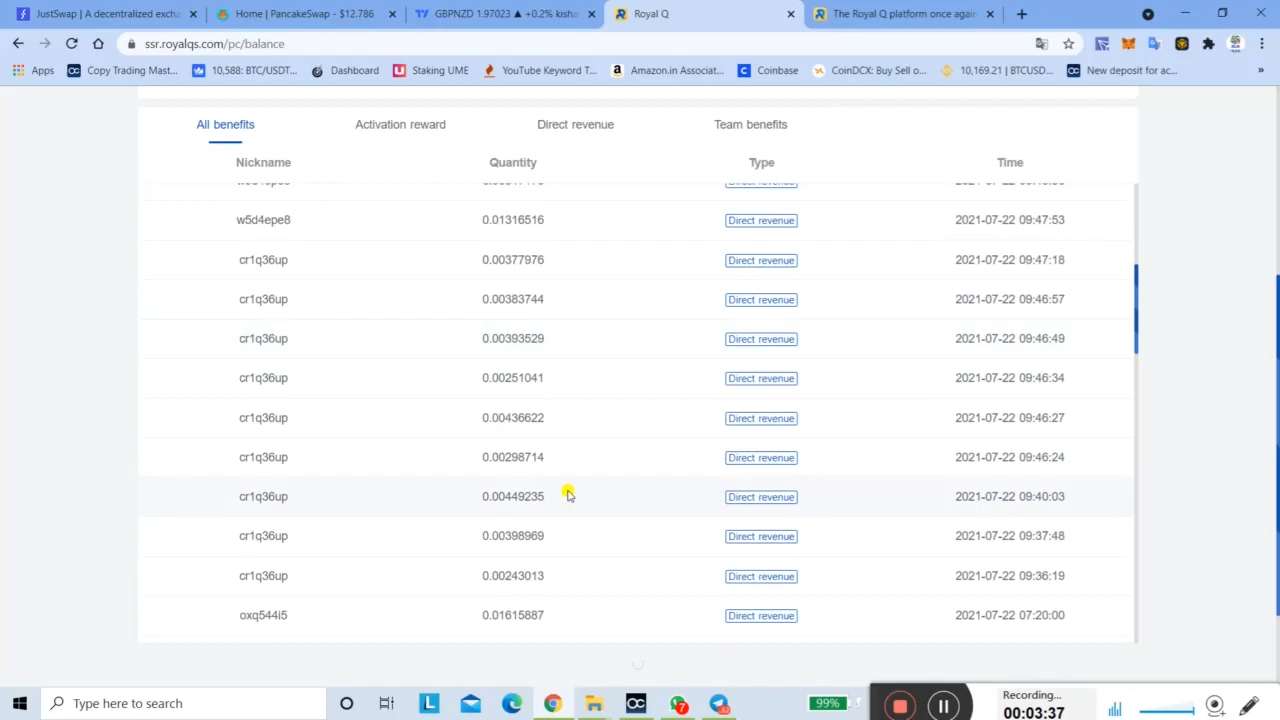 JustSwap | A decentralized excha
Home | PancakeSwap - $12.786
GBPNZD 1.97023 ▲ +0.2% kisha
Royal Q
The Royal Q platform once again
ssr.royalqs.com/pc/balance
Apps
Copy Trading Mast...
10,588: BTC/USDT...
Dashboard
Staking UME
YouTube Keyword T...
Amazon.in Associat...
Coinbase
CoinDCX: Buy Sell o...
10,169.21 | BTCUSD...
New deposit for ac...
»
All benefits Activation reward Direct revenue Team benefits
Nickname Quantity Type Time
w5d4epe8 0.01316516 Direct revenue 2021-07-22 09:47:53
cr1q36up 0.00377976 Direct revenue 2021-07-22 09:47:18
cr1q36up 0.00383744 Direct revenue 2021-07-22 09:46:57
cr1q36up 0.00393529 Direct revenue 2021-07-22 09:46:49
cr1q36up 0.00251041 Direct revenue 2021-07-22 09:46:34
cr1q36up 0.00436622 Direct revenue 2021-07-22 09:46:27
cr1q36up 0.00298714 Direct revenue 2021-07-22 09:46:24
cr1q36up 0.00449235 Direct revenue 2021-07-22 09:40:03
cr1q36up 0.00398969 Direct revenue 2021-07-22 09:37:48
cr1q36up 0.00243013 Direct revenue 2021-07-22 09:36:19
oxq544i5 0.01615887 Direct revenue 2021-07-22 07:20:00
Type here to search
99%
Recording...
00:03:37